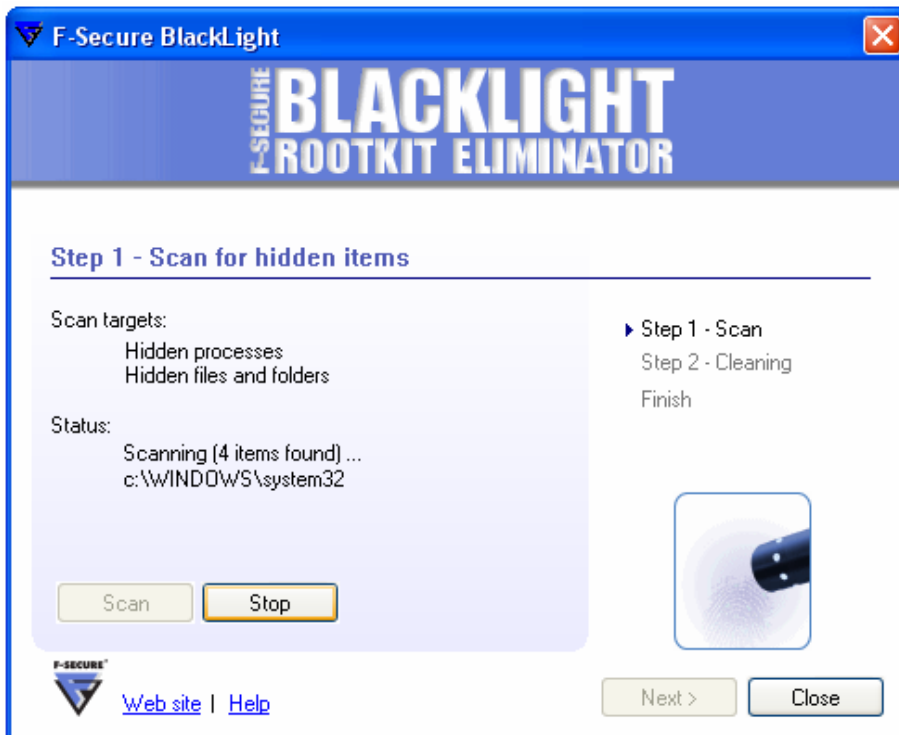 F-Secure BlackLight
F-SECURE
BLACKLIGHT
ROOTKIT ELIMINATOR
Step 1 - Scan for hidden items
Scan targets:
Hidden processes
Hidden files and folders
Status:
Scanning (4 items found) ...
c:\WINDOWS\system32
Scan
Stop
Step 1 - Scan
Step 2 - Cleaning
Finish
F-SECURE®
Web site | Help
Next >
Close